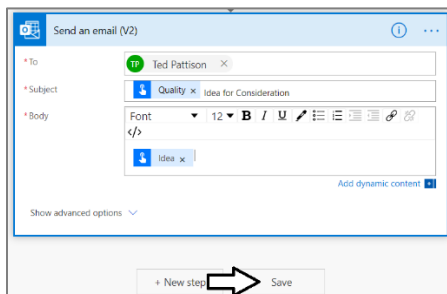 Send an email (V2)
* To
TP Ted Pattison ×
* Subject
Quality × Idea for Consideration
* Body
Font 12 B I U
</>
Idea ×
Add dynamic content
Show advanced options
+ New step Save